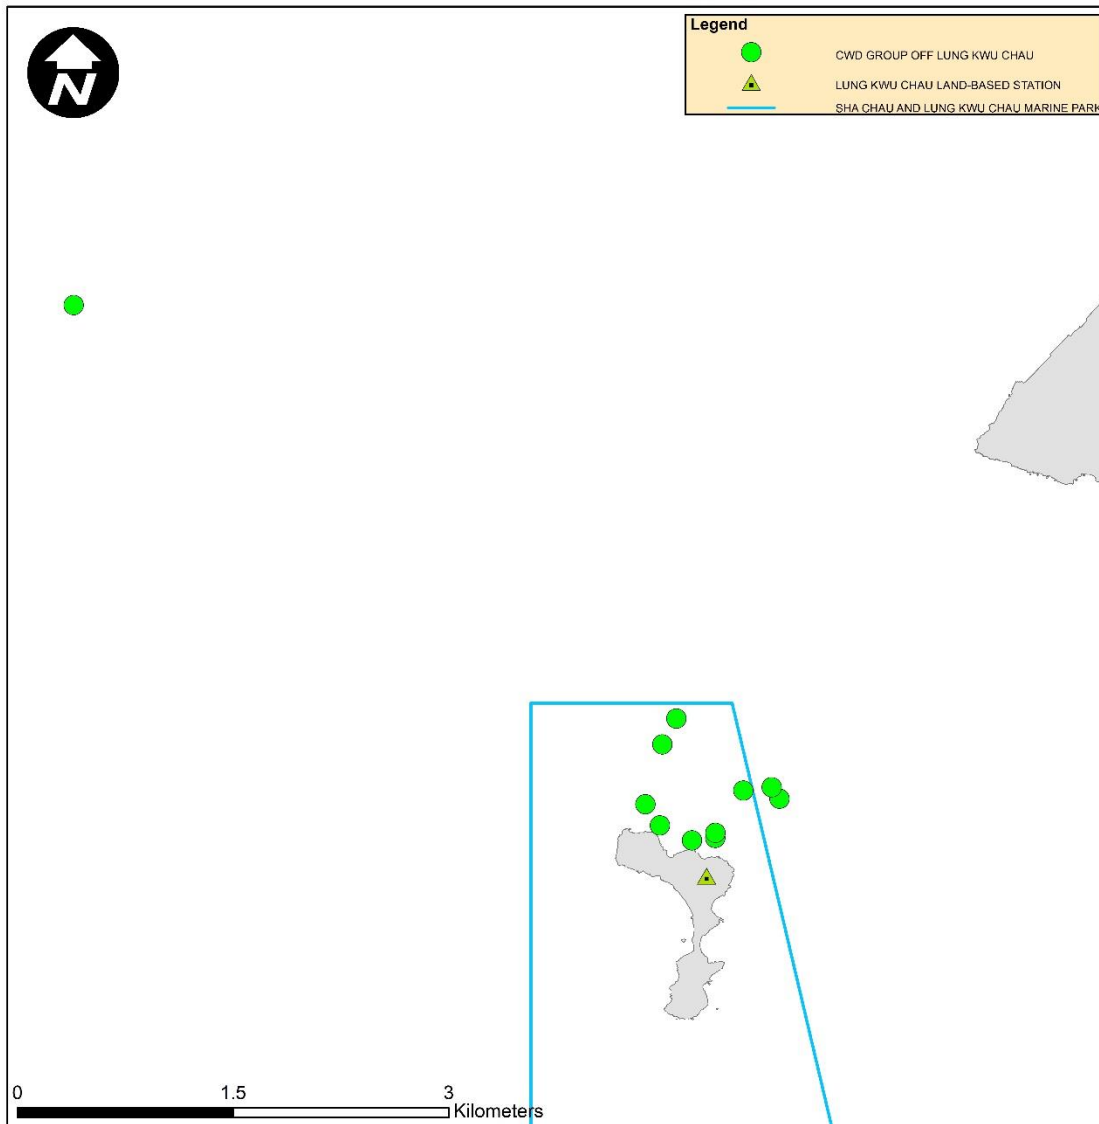 Legend
CWD GROUP OFF LUNG KWU CHAU
LUNG KWU CHAU LAND-BASED STATION
SHA CHAU AND LUNG KWU CHAU MARINE PARK
N
0 1.5 3
Kilometers